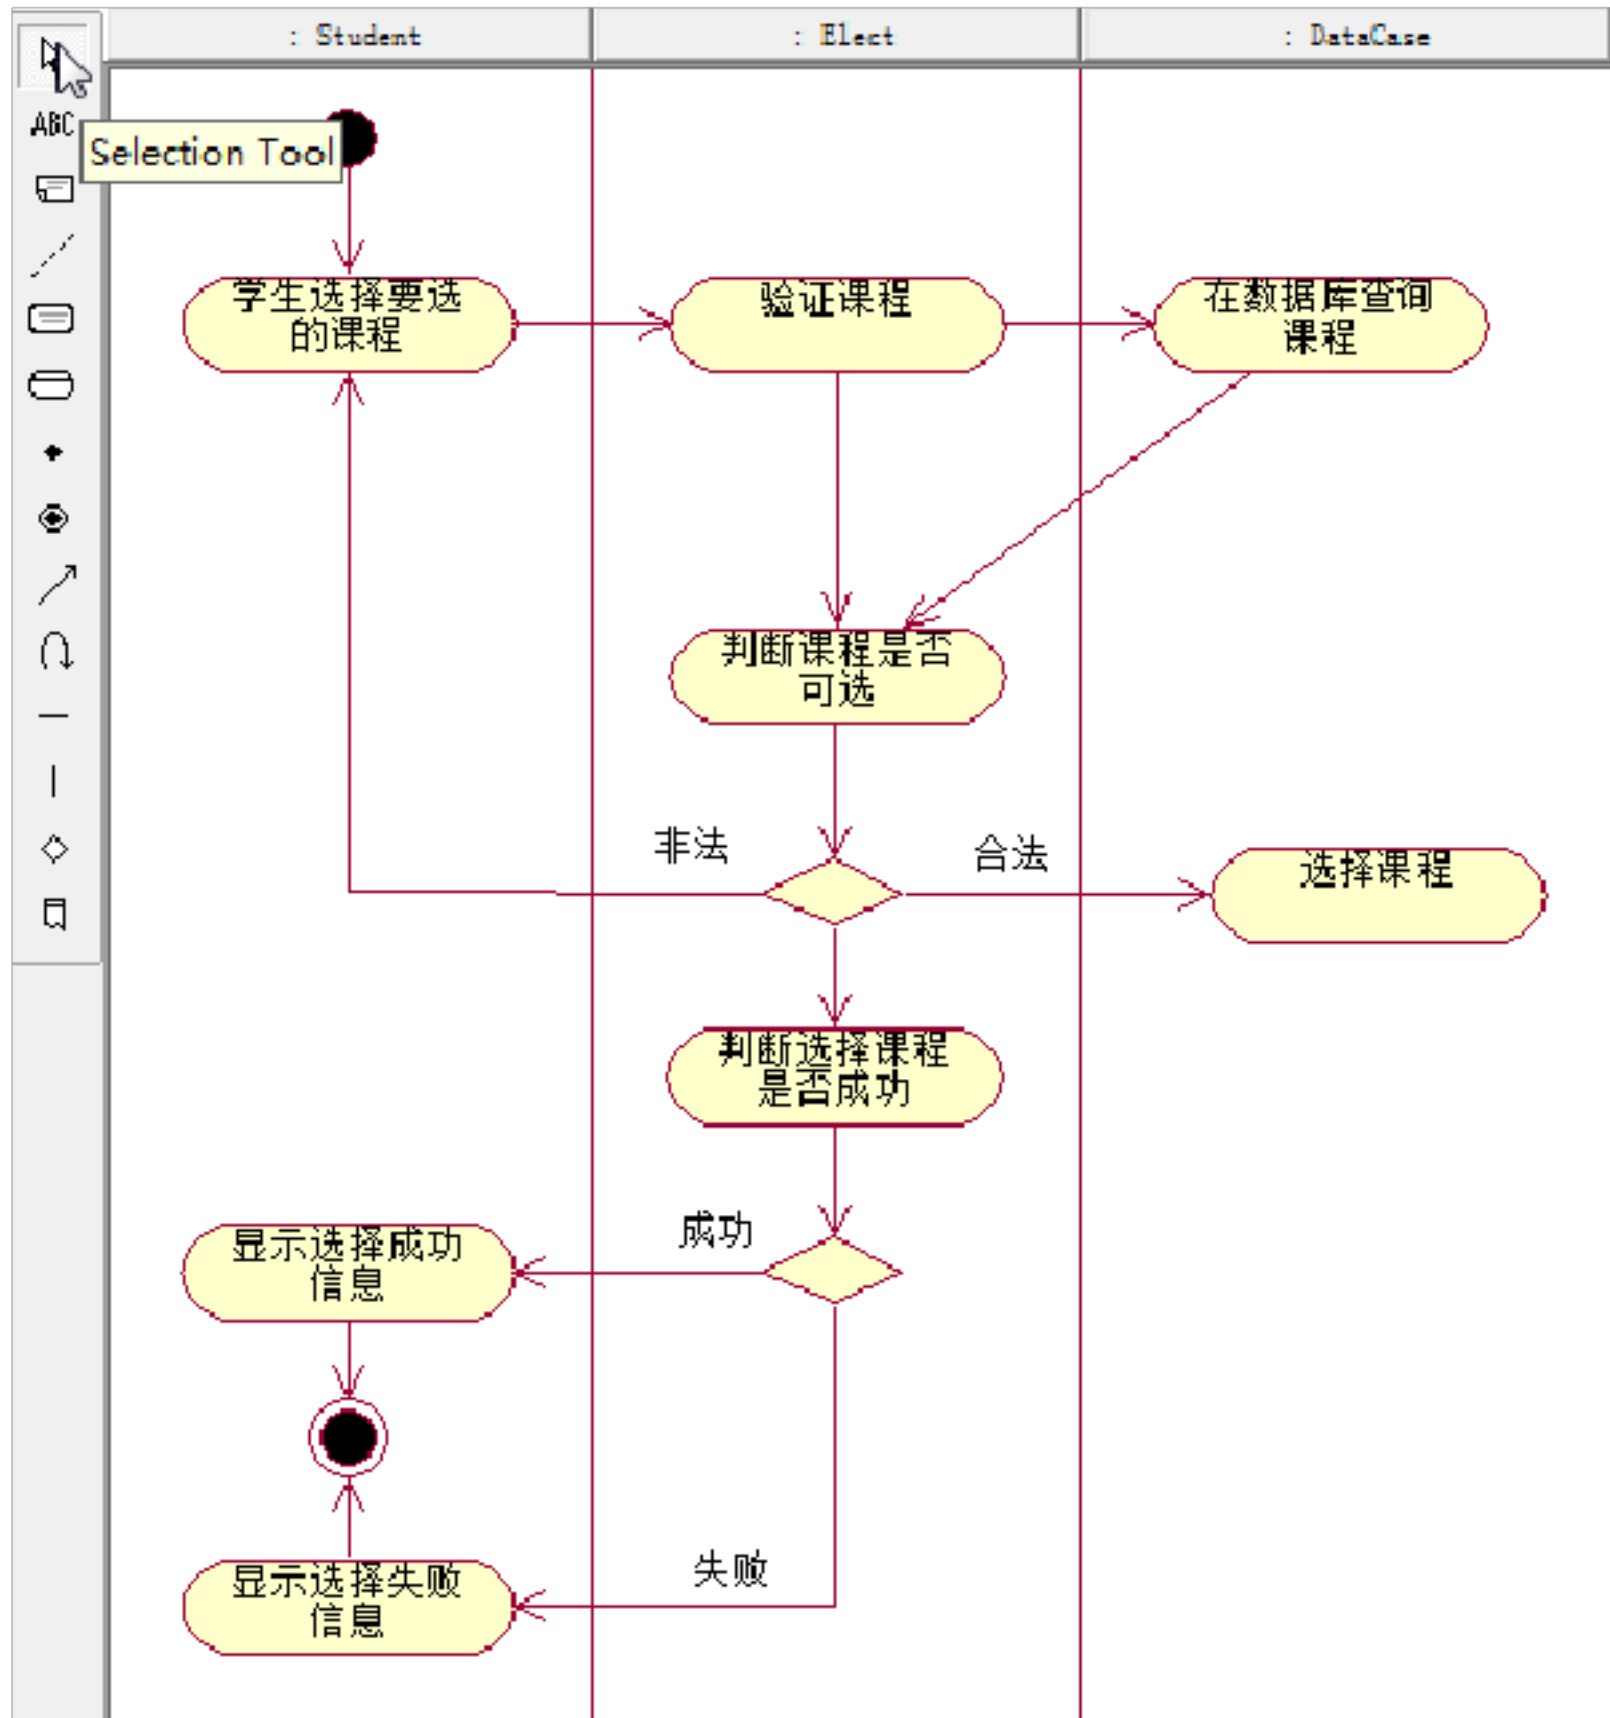 : Student
: Elect
: DataCase
ABC
Selection Tool
学生选择要选
的课程
验证课程
在数据库查询
课程
判断课程是否
可选
非法
合法
选择课程
判断选择课程
是否成功
成功
显示选择成功
信息
失败
显示选择失败
信息